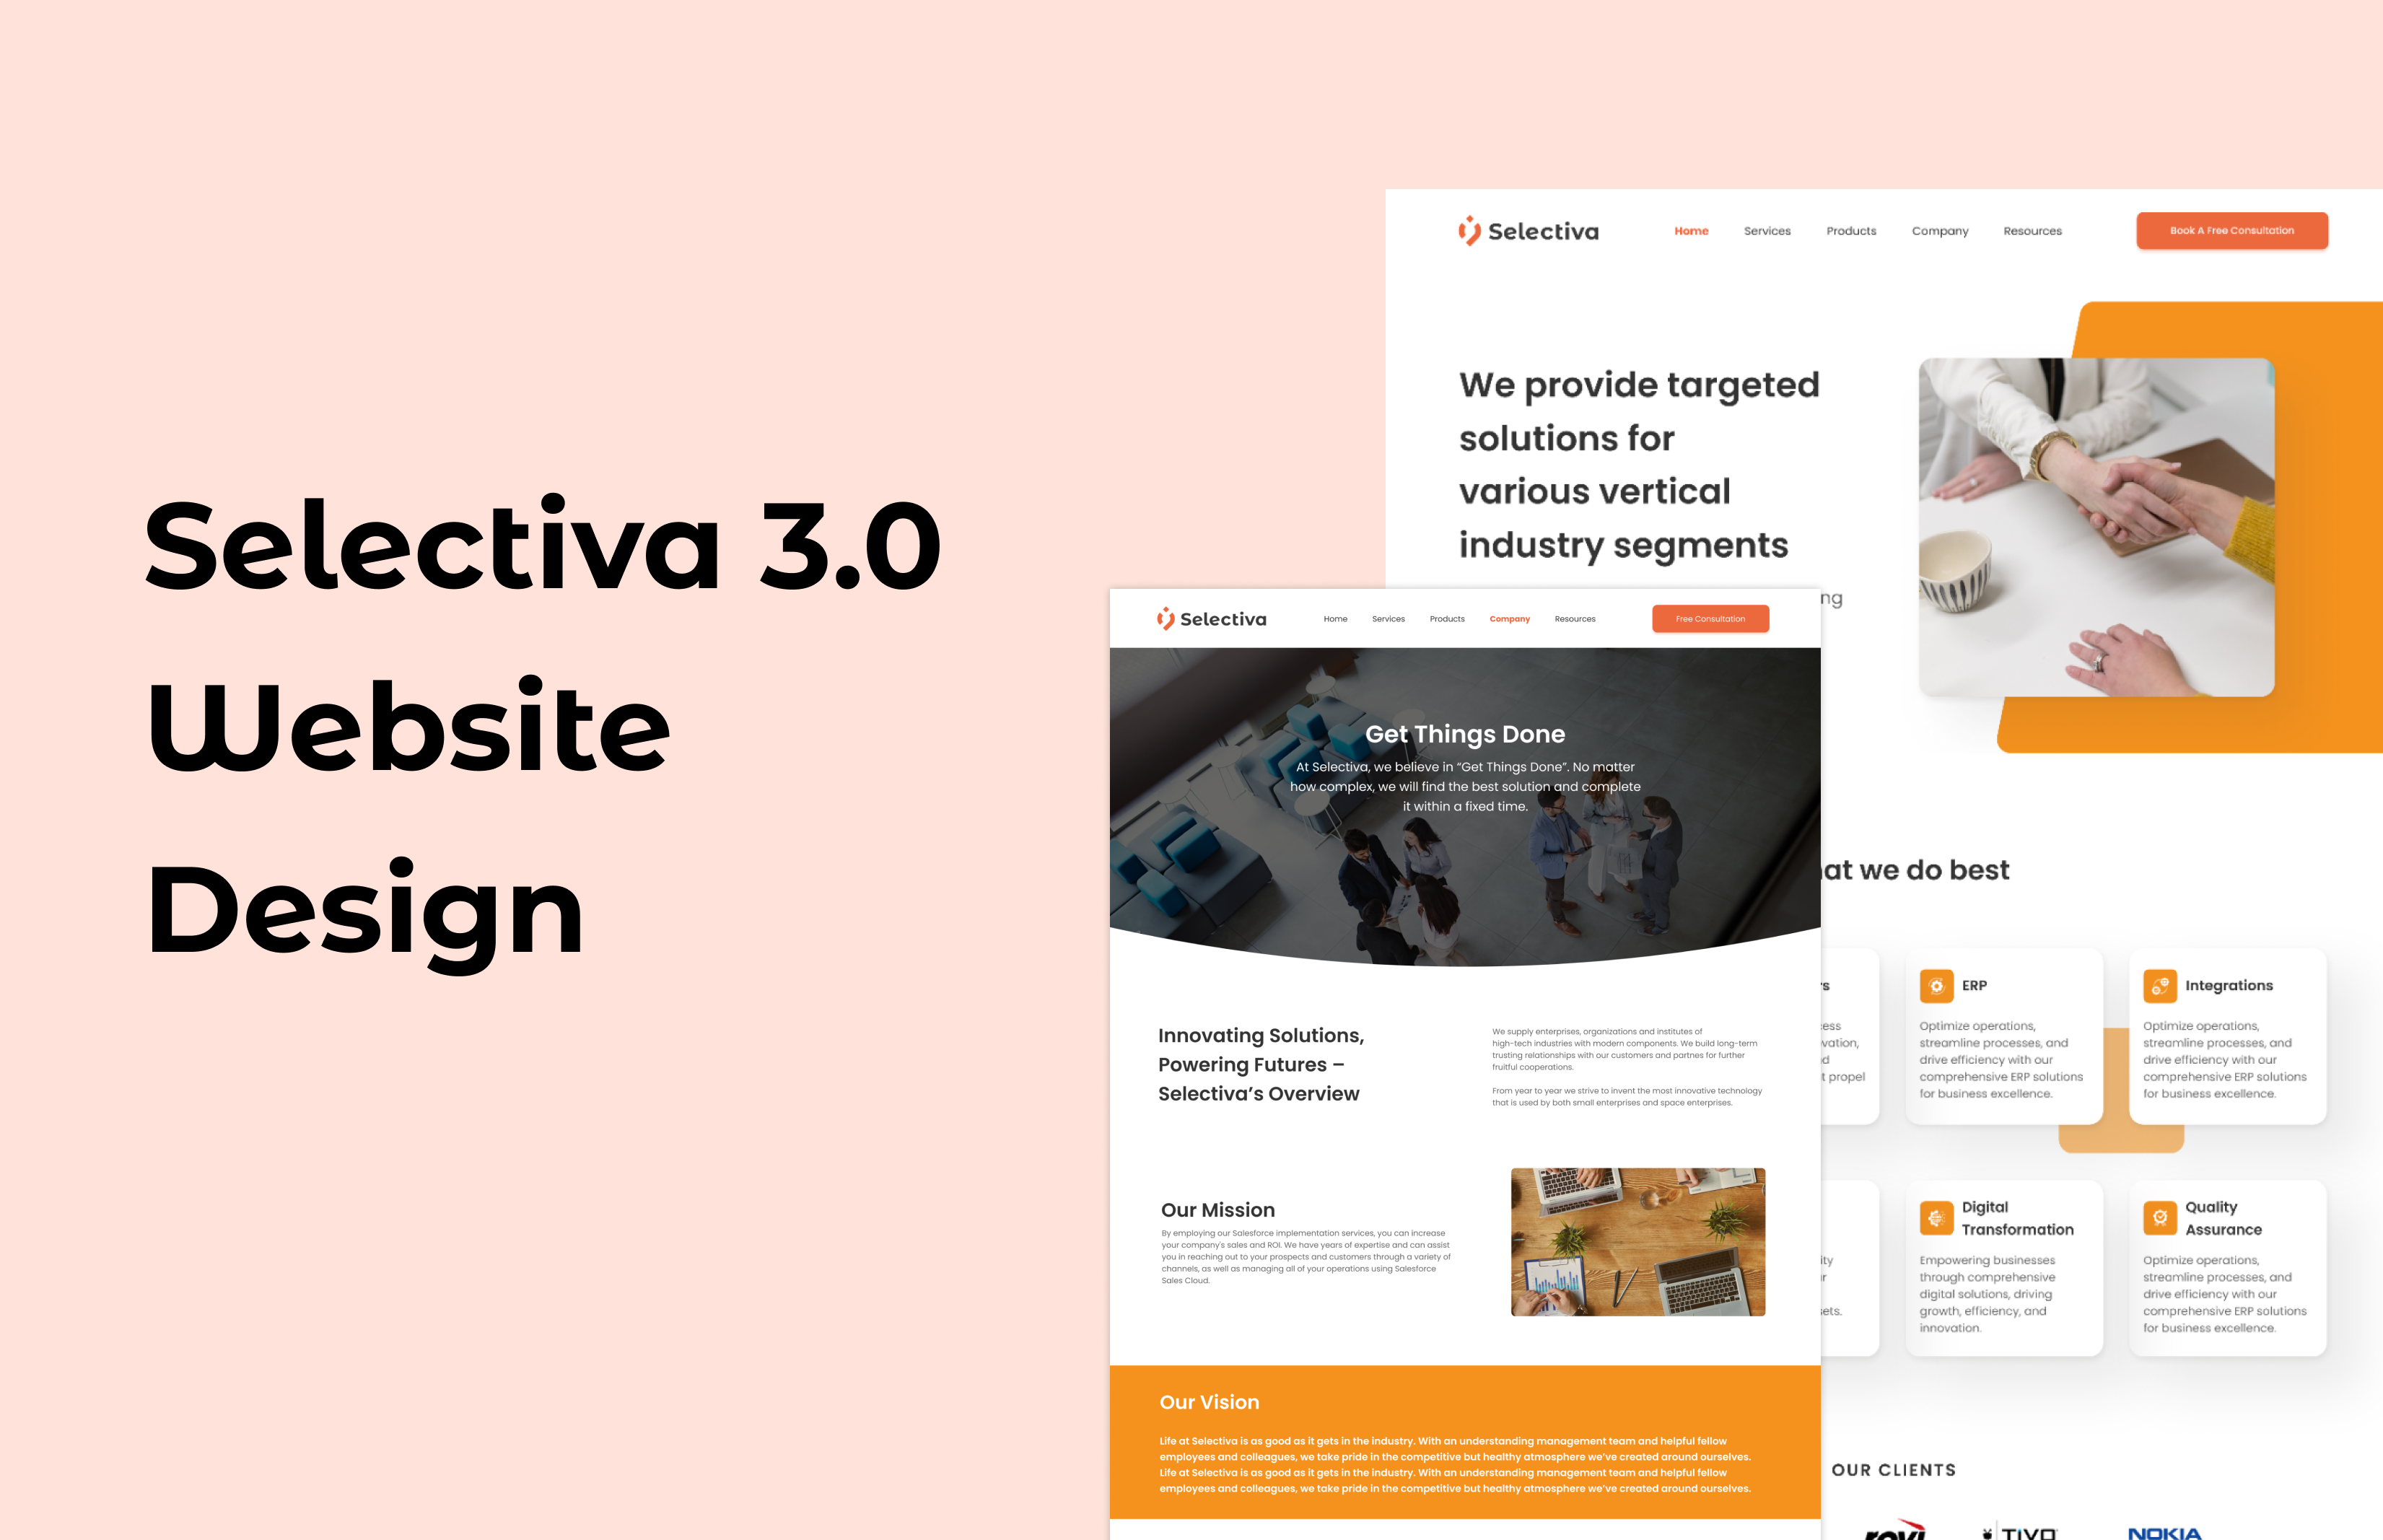 Selectiva 3.0
Website
Design
Selectiva
Home
Services
Products
Company
Resources
Book A Free Consultation
We provide targeted
solutions for
various vertical
industry segments
we do best
ERP
Optimize operations,
streamline processes, and
drive efficiency with our
comprehensive ERP solutions
for business excellence.
Integrations
Optimize operations,
streamline processes, and
drive efficiency with our
comprehensive ERP solutions
for business excellence.
propel
Digital
Transformation
Empowering businesses
through comprehensive
digital solutions, driving
growth, efficiency, and
innovation.
Quality
Assurance
Optimize operations,
streamline processes, and
drive efficiency with our
comprehensive ERP solutions
for business excellence.
OUR CLIENTS
rovi
TIVO
NOKIA
Selectiva
Home
Services
Products
Company
Resources
Free Consultation
Get Things Done
At Selectiva, we believe in “Get Things Done”. No matter
how complex, we will find the best solution and complete
it within a fixed time.
Innovating Solutions,
Powering Futures –
Selectiva’s Overview
We supply enterprises, organizations and institutes of
high-tech industries with modern components. We build long-term
trusting relationships with our customers and partnes for further
fruitful cooperations.
From year to year we strive to invent the most innovative technology
that is used by both small enterprises and space enterprises.
Our Mission
By employing our Salesforce implementation services, you can increase
your company's sales and ROI. We have years of expertise and can assist
you in reaching out to your prospects and customers through a variety of
channels, as well as managing all of your operations using Salesforce
Sales Cloud.
Our Vision
Life at Selectiva is as good as it gets in the industry. With an understanding management team and helpful fellow
employees and colleagues, we take pride in the competitive but healthy atmosphere we’ve created around ourselves.
Life at Selectiva is as good as it gets in the industry. With an understanding management team and helpful fellow
employees and colleagues, we take pride in the competitive but healthy atmosphere we’ve created around ourselves.